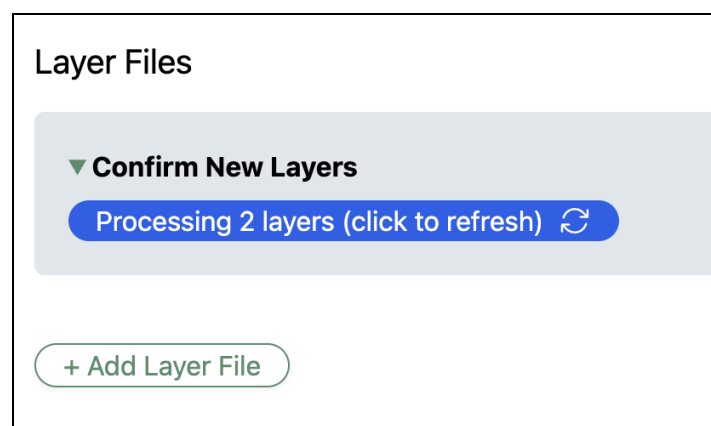 Layer Files
Confirm New Layers
Processing 2 layers (click to refresh)
+ Add Layer File